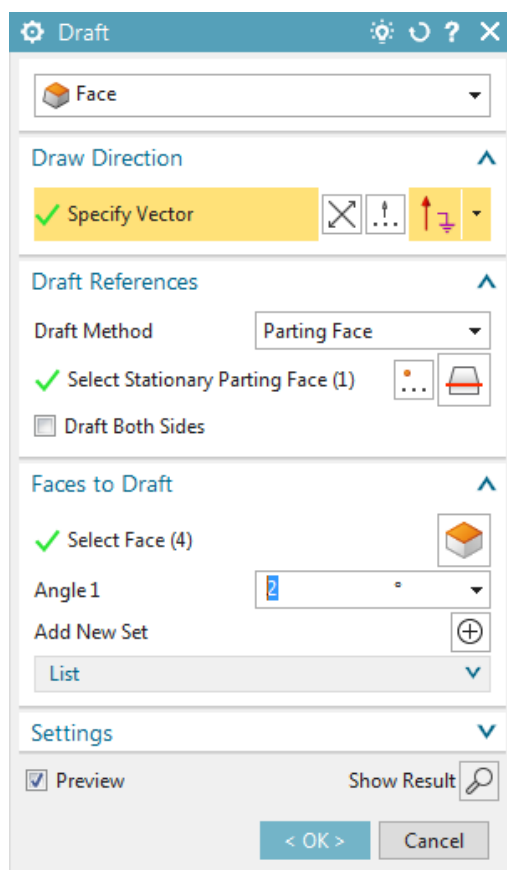 Draft ?
Face
Draw Direction
Specify Vector
Draft References
Draft Method Parting Face
Select Stationary Parting Face (1)
Draft Both Sides
Faces to Draft
Select Face (4)
Angle 1 2 °
Add New Set
List
Settings
Preview Show Result
< OK > Cancel